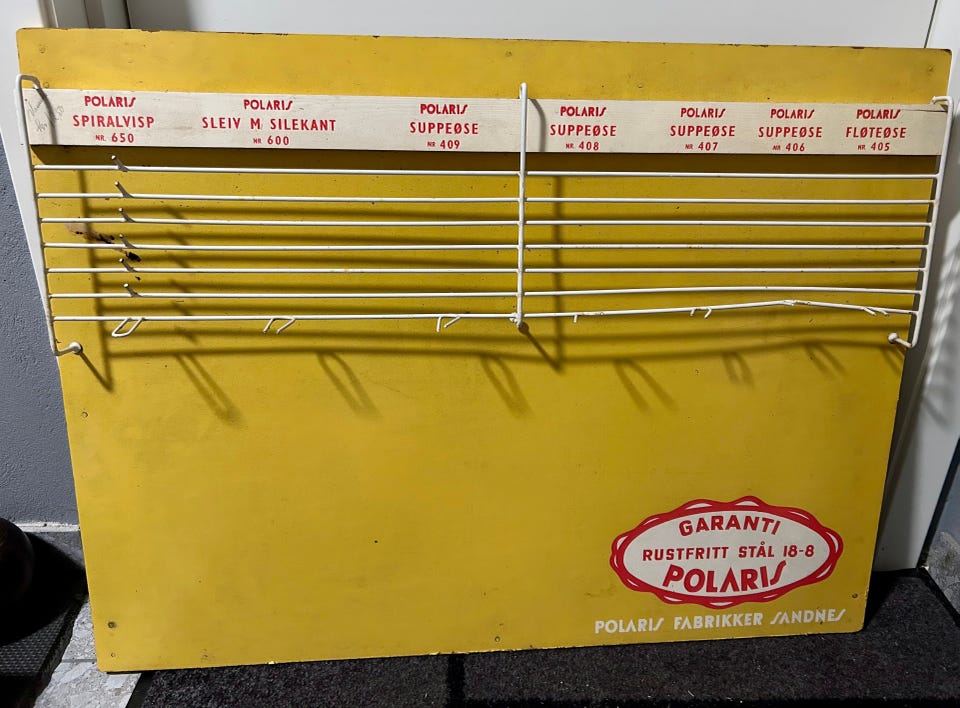 POLARIS
SPIRALVISP
NR. 650
POLARIS
SLEIV M. SILEKANT
NR. 600
POLARIS
SUPPEØSE
NR 409
POLARIS
SUPPEØSE
NR. 408
POLARIS
SUPPEØSE
NR 407
POLARIS
SUPPEØSE
NR 406
POLARIS
FLØTEØSE
NR. 405
GARANTI
RUSTFRITT STÅL 18-8
POLARIS
POLARIS FABRIKKER SANDNES